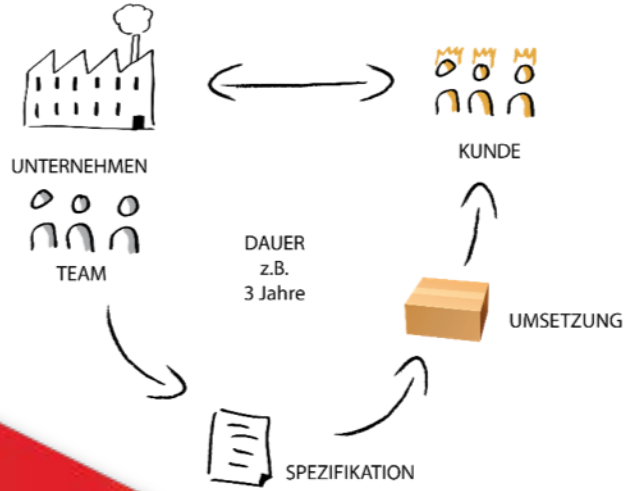 UNTERNEHMEN
TEAM
KUNDE
DAUER
z.B.
3 Jahre
UMSETZUNG
SPEZIFIKATION